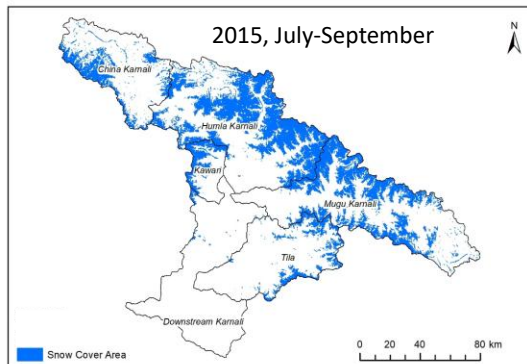 2015, July-September
N
China Karnali
Humla Karnali
Kawari
Mugu Karnali
Tila
Downstream Karnali
Snow Cover Area
0 20 40 80 km